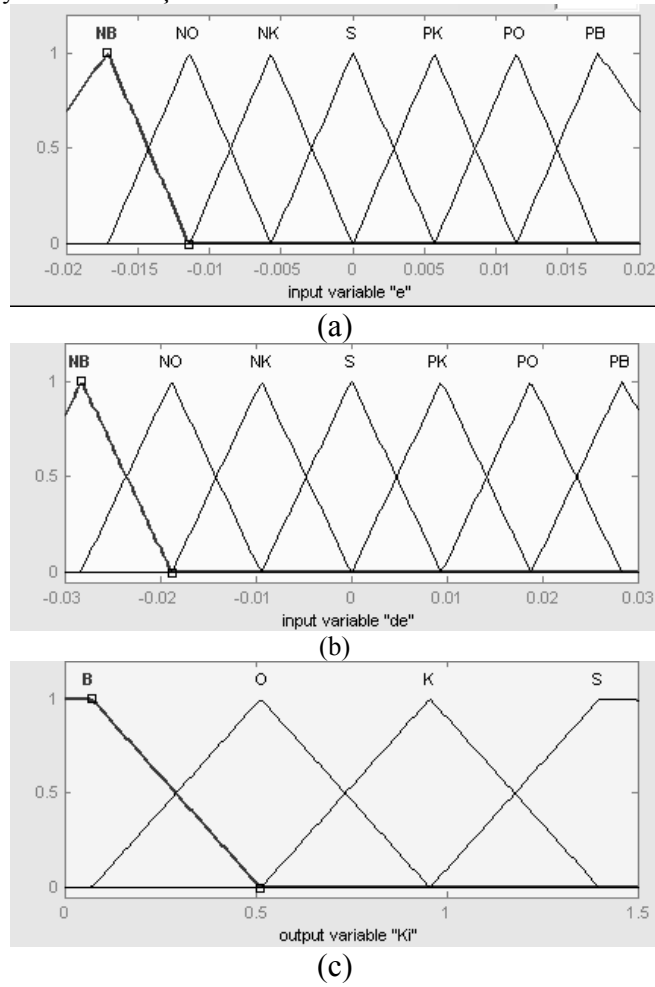 NB NO NK S PK PO PB
1
0.5
0
-0.02 -0.015 -0.01 -0.005 0 0.005 0.01 0.015 0.02
input variable "e"
(a)
NB NO NK S PK PO PB
1
0.5
0
-0.03 -0.02 -0.01 0 0.01 0.02 0.03
input variable "de"
(b)
B O K S
1
0.5
0
0 0.5 1 1.5
output variable "Ki"
(c)